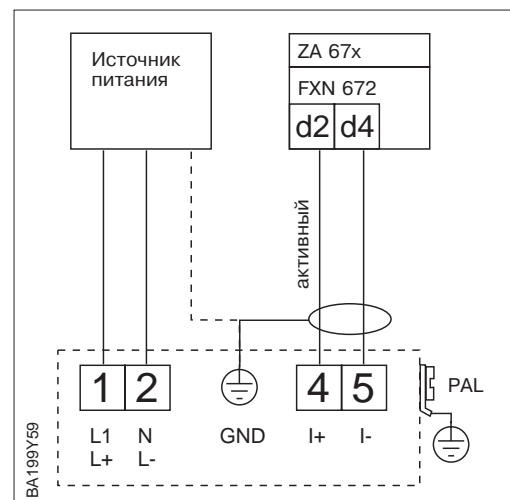 Источник
питания
ZA 67x
FXN 672
d2 d4
активный
1 2
4 5
PAL
L1 N
GND
I+ I-
L+ L-
BA199Y59